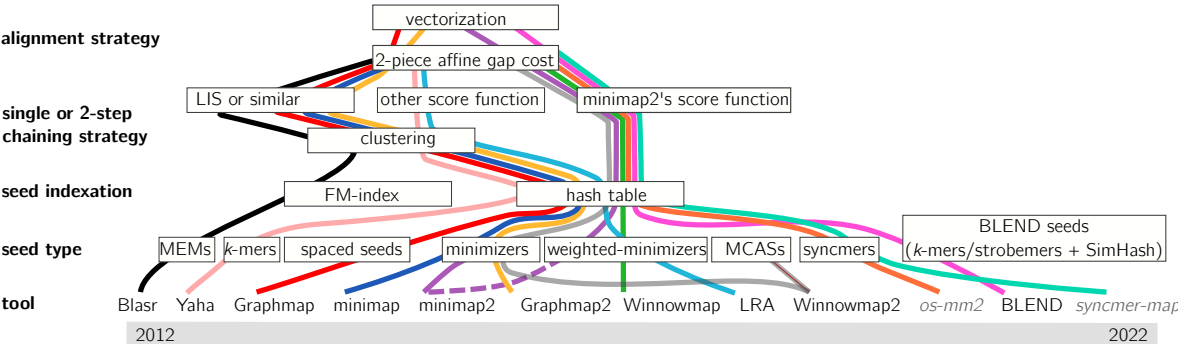 vectorization
alignment strategy
2-piece affine gap cost
LIS or similar
other score function
minimap2's score function
single or 2-step
chaining strategy
clustering
seed indexation
FM-index
hash table
BLEND seeds
(k-mers/strobemers + SimHash)
seed type
MEMs
k-mers
spaced seeds
minimizers
weighted-minimizers
MCASs
syncmers
tool
Blasr
Yaha
Graphmap
minimap
minimap2
Graphmap2
Winnowmap
LRA
Winnowmap2
os-mm2
BLEND
syncmer-map
2012
2022